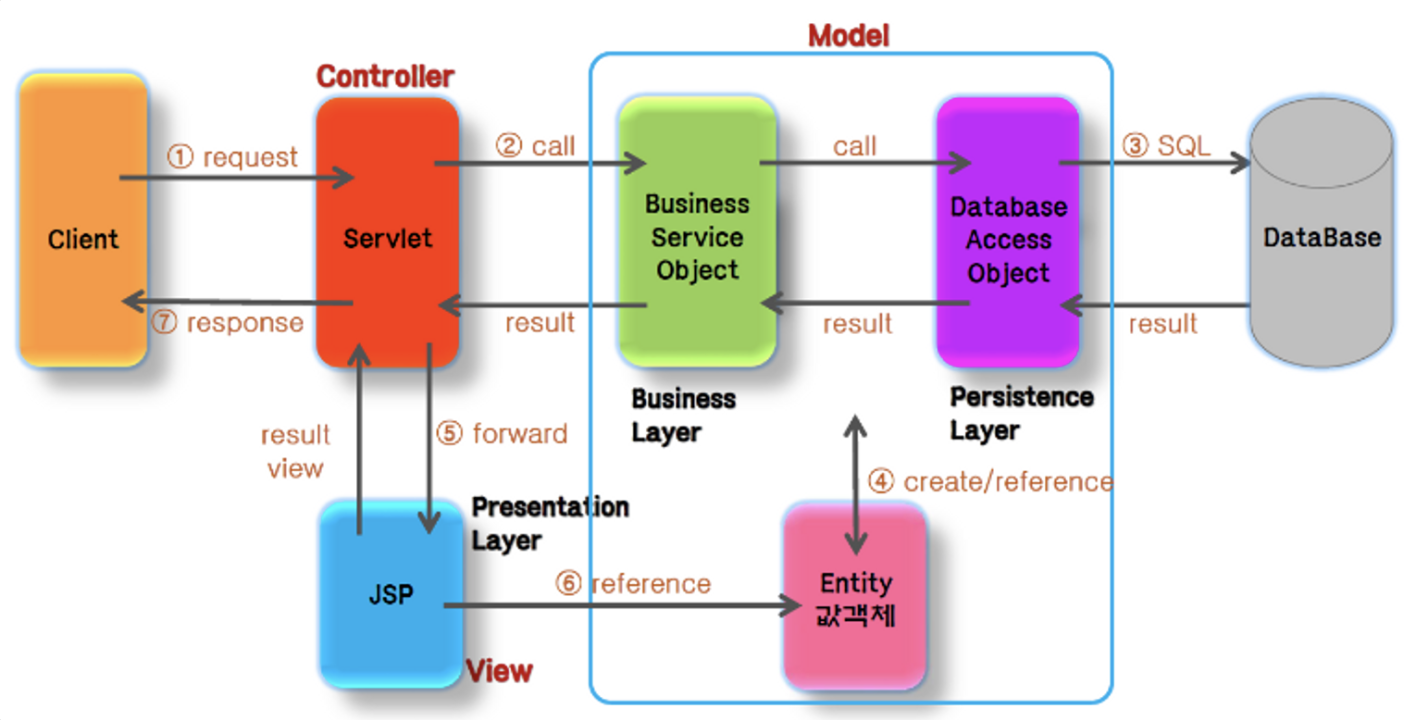 Model
Controller
① request
② call
call
③ SQL
Client
Servlet
Business
Service
Object
Database
Access
Object
DataBase
⑦ response
result
result
result
Business
Layer
Persistence
Layer
result
view
⑤ forward
④ create/reference
Presentation
Layer
JSP
⑥ reference
Entity
값객체
View